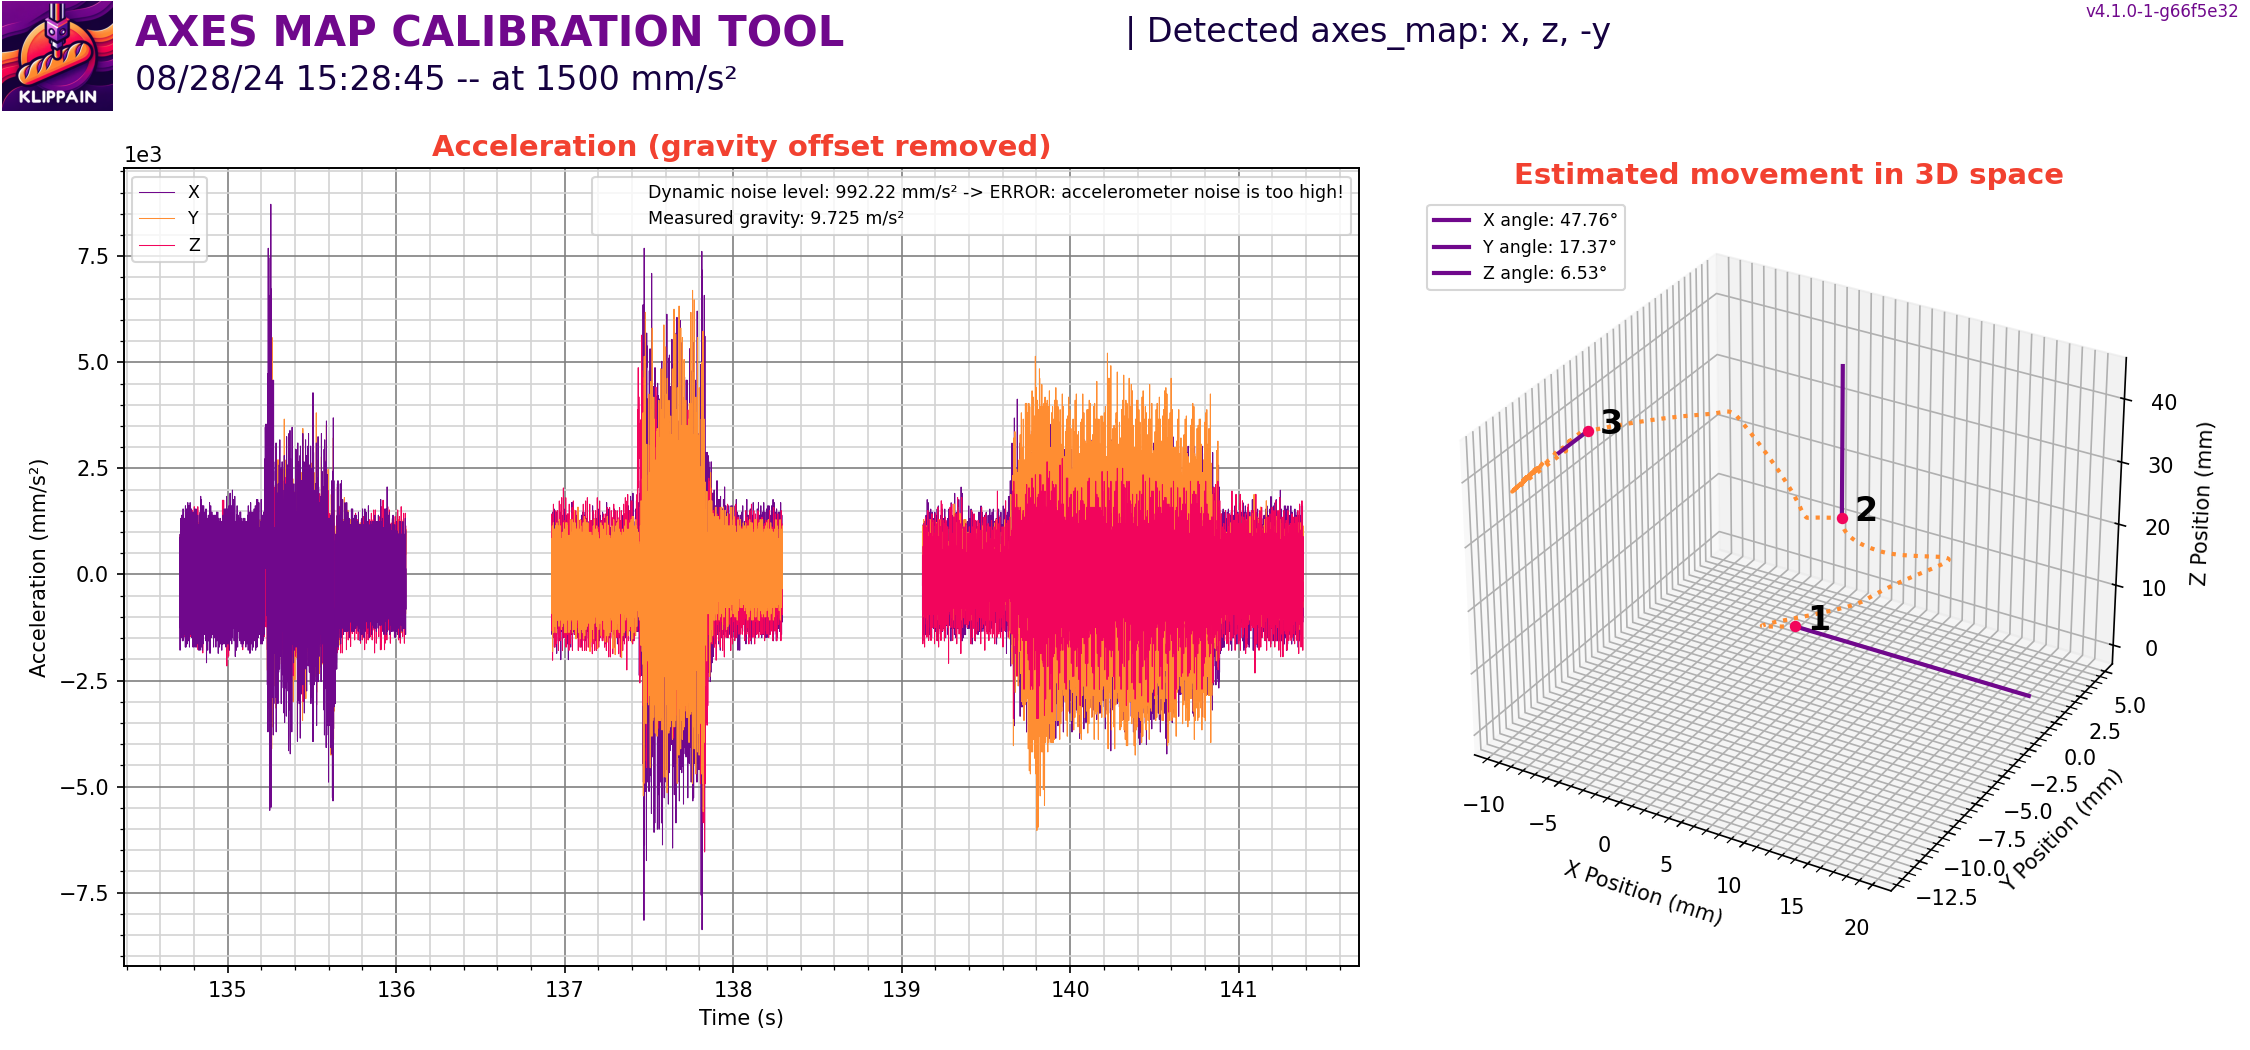 AXES MAP CALIBRATION TOOL
| Detected axes_map: x, z, -y
v4.1.0-1-g66f5e32
08/28/24 15:28:45 -- at 1500 mm/s²
KLIPPAIN
Acceleration (gravity offset removed)
1e3
X
Y
Z
Dynamic noise level: 992.22 mm/s² -> ERROR: accelerometer noise is too high!
Measured gravity: 9.725 m/s²
7.5
5.0
2.5
0.0
−2.5
−5.0
−7.5
Acceleration (mm/s²)
135 136 137 138 139 140 141
Time (s)
Estimated movement in 3D space
X angle: 47.76°
Y angle: 17.37°
Z angle: 6.53°
3
2
1
40
30
20
10
0
Z Position (mm)
5.0
2.5
0.0
−2.5
−5.0
−7.5
−10.0
−12.5
Y Position (mm)
−10
−5
0
5
10
15
20
X Position (mm)